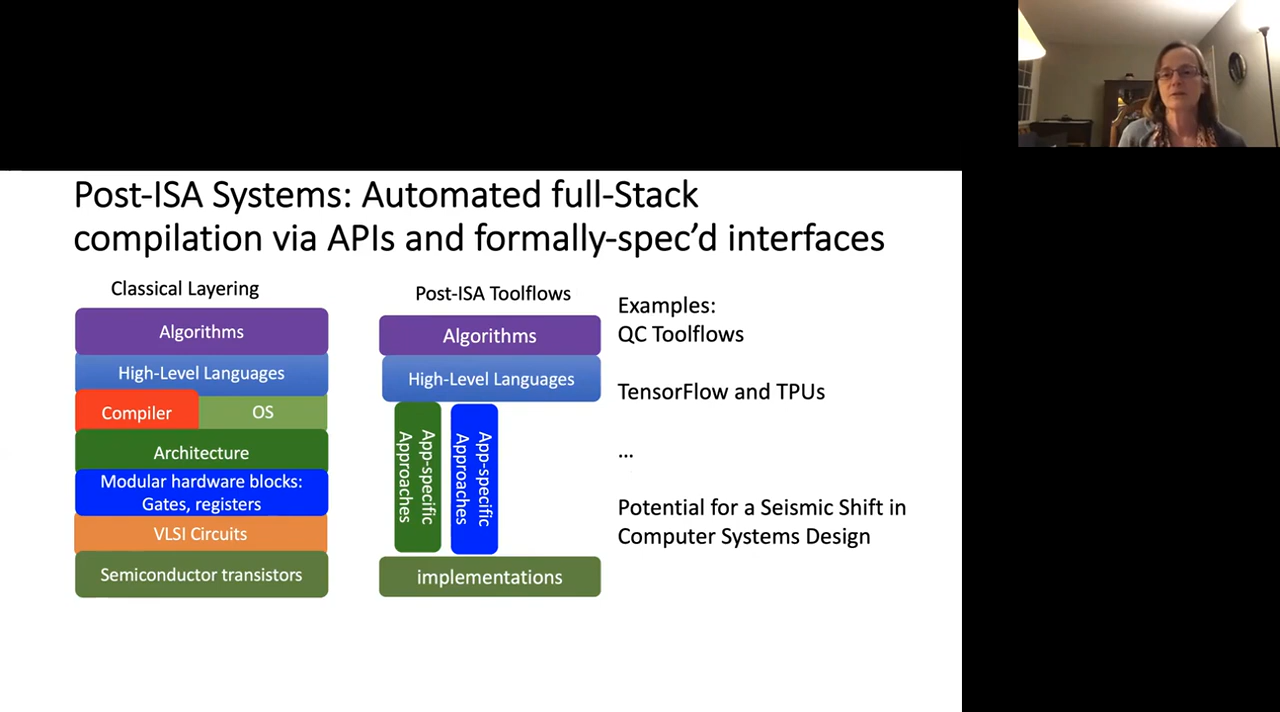 Post-ISA Systems: Automated full-Stack
compilation via APIs and formally-spec’d interfaces
Classical Layering
Algorithms
High-Level Languages
Compiler
OS
Architecture
Modular hardware blocks:
Gates, registers
VLSI Circuits
Semiconductor transistors
Post-ISA Toolflows
Algorithms
High-Level Languages
App-specific
Approaches
App-specific
Approaches
implementations
Examples:
QC Toolflows
TensorFlow and TPUs
...
Potential for a Seismic Shift in
Computer Systems Design